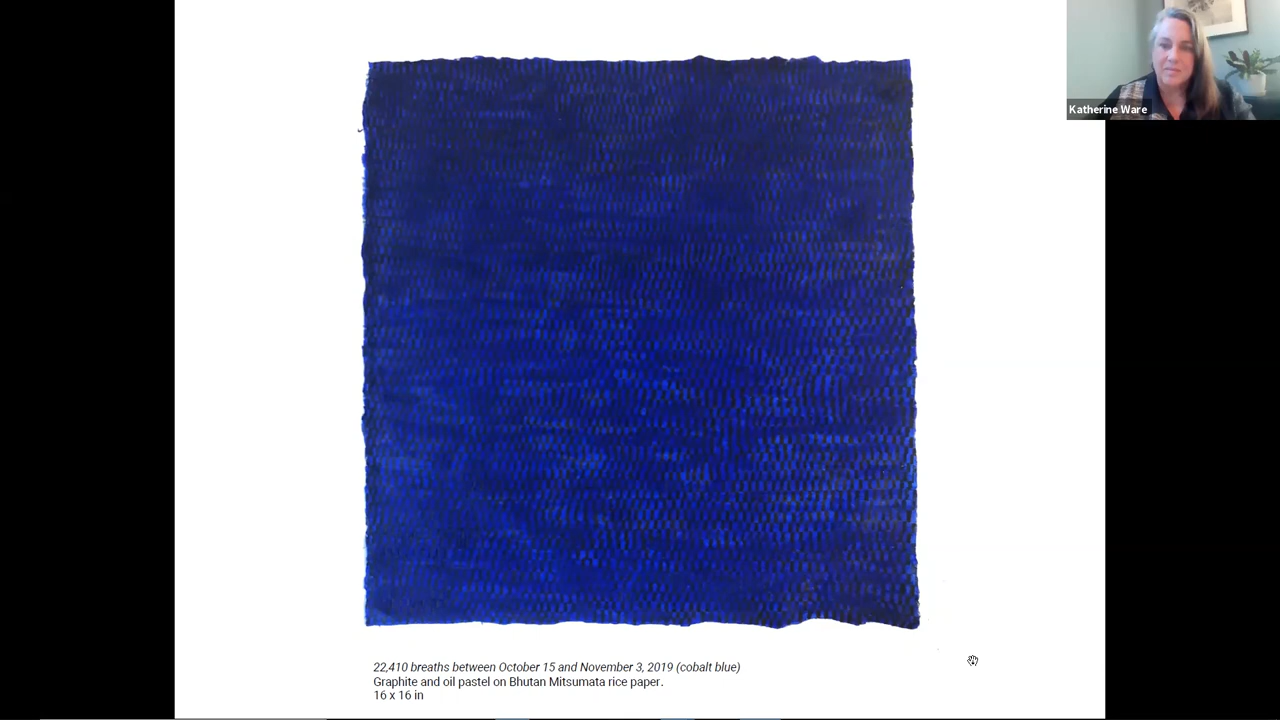 Katherine Ware
22,410 breaths between October 15 and November 3, 2019 (cobalt blue)
Graphite and oil pastel on Bhutan Mitsumata rice paper.
16 x 16 in